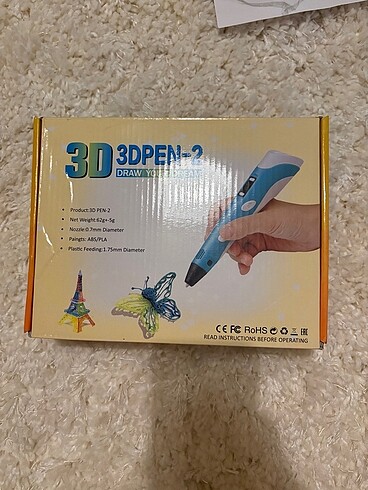 3D 3DPEN-2
DRAW YOUR DREAM
• Product:3D PEN-2
• Net Weight:62g+-5g
• Nozzle:0.7mm Diameter
• Paingts: ABS/PLA
• Plastic Feeding:1.75mm Diameter
CE FC RoHS
READ INSTRUCTIONS BEFORE OPERATING